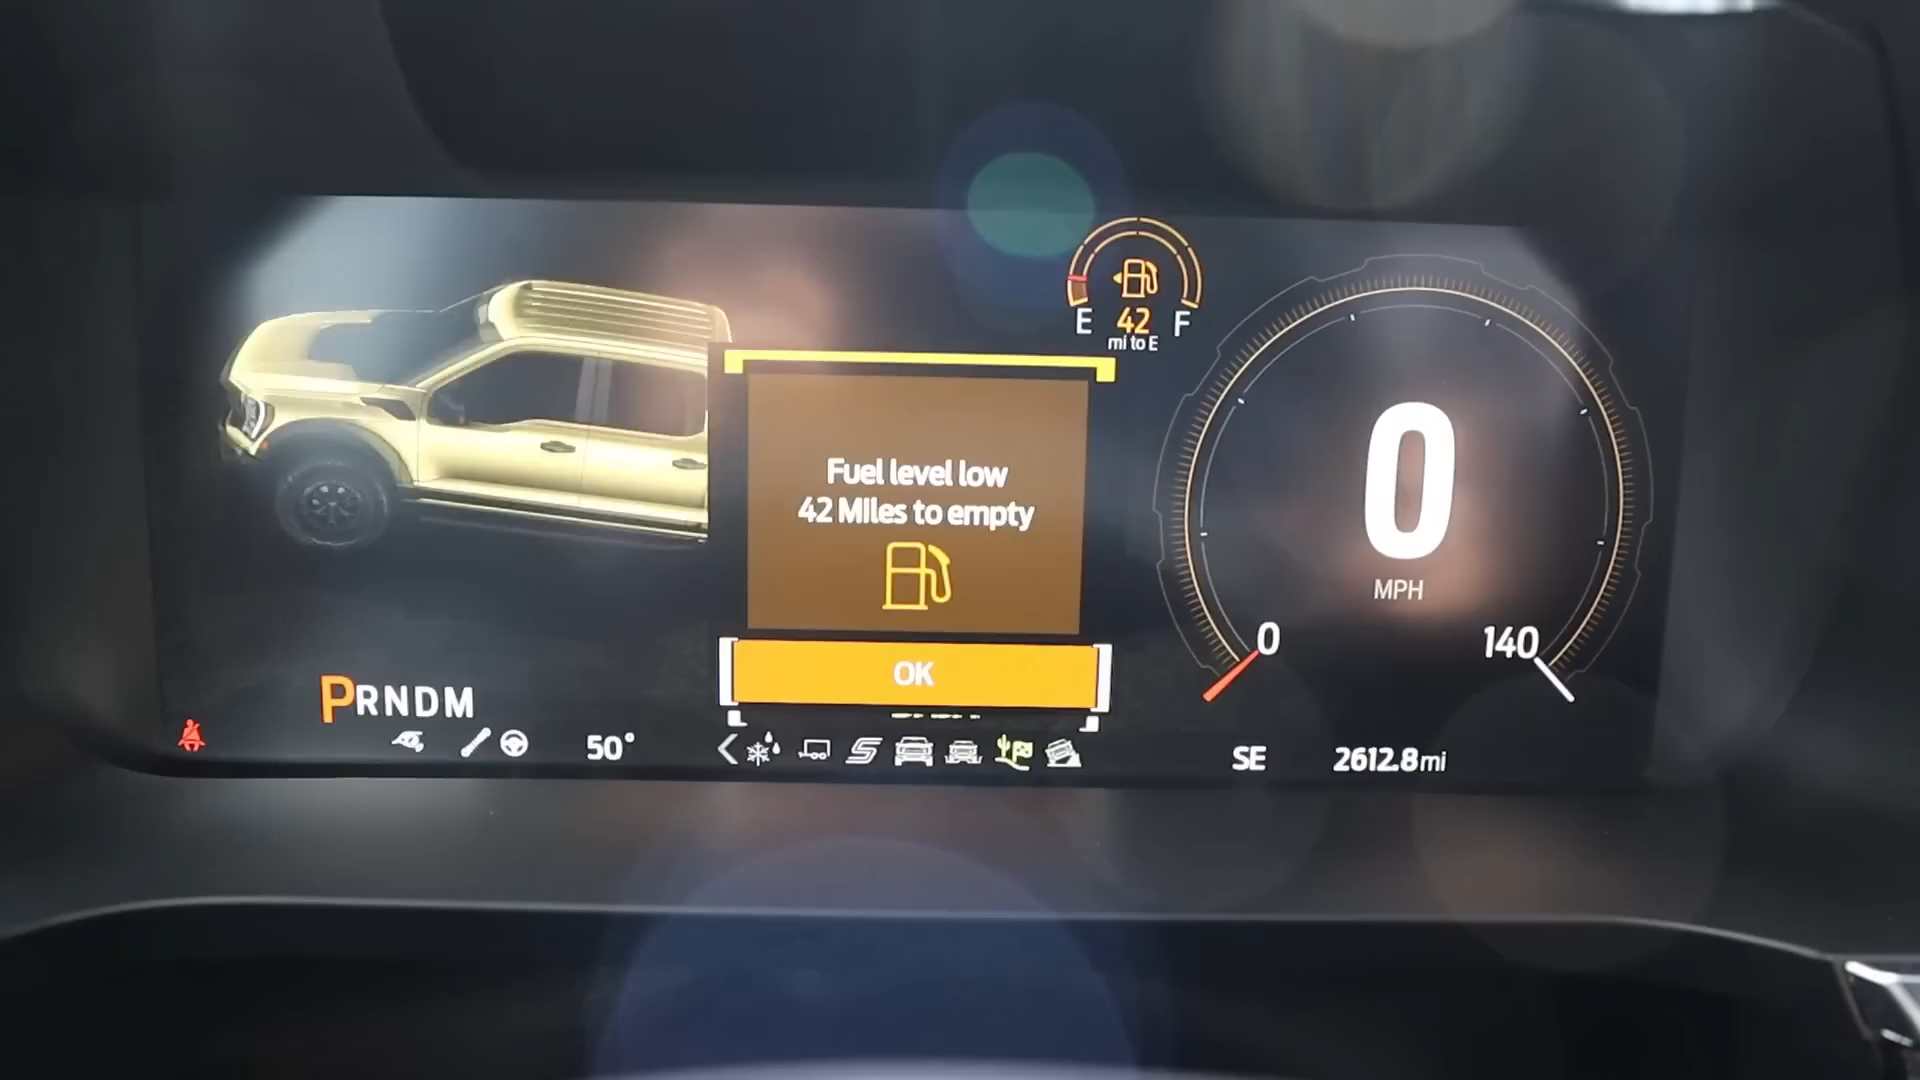 E 42 F
mi to E
Fuel level low
42 Miles to empty
OK
0
MPH
0 140
PRNDM
50°
SE
2612.8mi